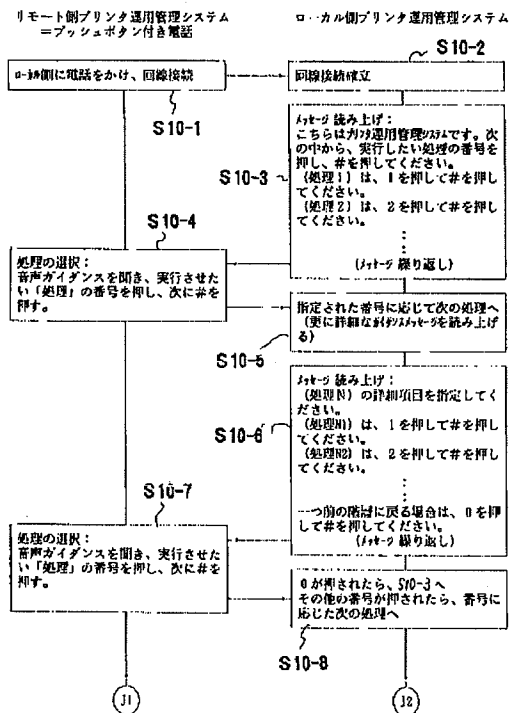 リモート側プリンタ運用管理システム
=プッシュボタン付き電話
ローカル側プリンタ運用管理システム
ローカル側に電話をかけ、回線接続
S10-1
S10-2
回線接続確立
S10-3
メッセージ 読み上げ:
こちらはプリンタ運用管理システムです。次
の中から、実行したい処理の番号を
押し、#を押してください。
(処理1)は、1を押して#を押し
てください。
(処理2)は、2を押して#を押し
てください。
(メッセージ 繰り返し)
S10-4
処理の選択:
音声ガイダンスを聞き、実行させた
い「処理」の番号を押し、次に#を
押す。
指定された番号に応じて次の処理へ
(更に詳細なガイダンスメッセージを読み上げ
る)
S10-5
メッセージ 読み上げ:
(処理N)の詳細項目を指定してく
ださい。
(処理N1)は、1を押して#を押し
てください。
(処理N2)は、2を押して#を押し
てください。
一つ前の階層に戻る場合は、0を押
して#を押してください。
(メッセージ 繰り返し)
S10-6
S10-7
処理の選択:
音声ガイダンスを聞き、実行させた
い「処理」の番号を押し、次に#を
押す。
0が押されたら、S10-3へ
その他の番号が押されたら、番号に
応じた次の処理へ
S10-8
J1
J2